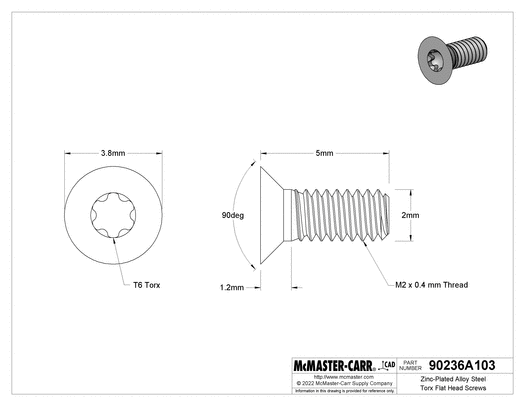 3.8mm
5mm
90deg
2mm
T6 Torx
1.2mm
M2 x 0.4 mm Thread
McMASTER-CARR® CAD
http://www.mcmaster.com
© 2022 McMaster-Carr Supply Company
Information in this drawing is provided for reference only.
PART NUMBER
90236A103
Zinc-Plated Alloy Steel
Torx Flat Head Screws